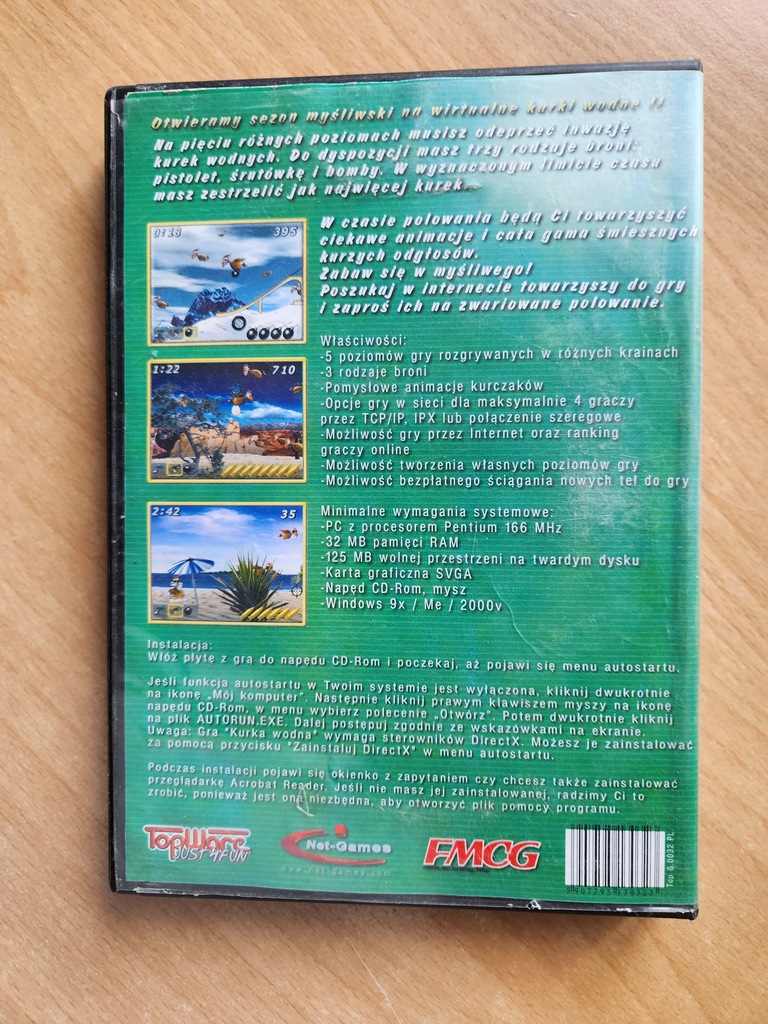 Otwieramy sezon myśliwski na wirtualne kurki wodne !!
Na pięciu różnych poziomach musisz odeprzeć inwazję
kurek wodnych. Do dyspozycji masz trzy rodzaje broni:
pistolet, śrutówkę i bomby. W wyznaczonym limicie czasu
masz zestrzelić jak najwięcej kurek...
0:18 395
W czasie polowania będą Ci towarzyszyć
ciekawe animacje i cała gama śmiesznych
kurzych odgłosów.
Zabaw się w myśliwego!
Poszukaj w Internecie towarzyszy do gry
i zaproś ich na zwariowane polowanie.
1:22 710
Właściwości:
-5 poziomów gry rozgrywanych w różnych krainach
-3 rodzaje broni
-Pomysłowe animacje kurczaków
-Opcje gry w sieci dla maksymalnie 4 graczy
przez TCP/IP, IPX lub połączenie szeregowe
-Możliwość gry przez Internet oraz ranking
graczy online
-Możliwość tworzenia własnych poziomów gry
-Możliwość bezpłatnego ściągania nowych teł do gry
2:42 35
Minimalne wymagania systemowe:
-PC z procesorem Pentium 166 MHz
-32 MB pamięci RAM
-125 MB wolnej przestrzeni na twardym dysku
-Karta graficzna SVGA
-Napęd CD-Rom, mysz
-Windows 9x / Me / 2000v
Instalacja:
Włóż płytę z grą do napędu CD-Rom i poczekaj, aż pojawi się menu autostartu.
Jeśli funkcja autostartu w Twoim systemie jest wyłączona, kliknij dwukrotnie
na ikonę „Mój komputer". Następnie kliknij prawym klawiszem myszy na ikonę
napędu CD-Rom, w menu wybierz polecenie „Otwórz". Potem dwukrotnie kliknij
na plik AUTORUN.EXE. Dalej postępuj zgodnie ze wskazówkami na ekranie.
Uwaga: Gra "Kurka wodna" wymaga sterowników DirectX. Możesz je zainstalować
za pomocą przycisku "Zainstaluj DirectX" w menu autostartu.
Podczas instalacji pojawi się okienko z zapytaniem czy chcesz także zainstalować
przeglądarkę Acrobat Reader. Jeśli nie masz jej zainstalowanej, radzimy Ci to
zrobić, ponieważ jest ona niezbędna, aby otworzyć plik pomocy programu.
TopWare
JUST 4FUN
Net-Games
www.net-games.com
FMCG
5907795130323
Top G 0032 PL